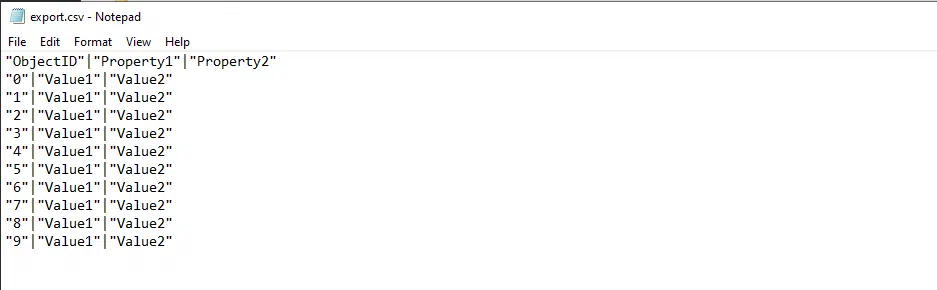 export.csv - Notepad
File Edit Format View Help
"ObjectID"|"Property1"|"Property2"
"0"|"Value1"|"Value2"
"1"|"Value1"|"Value2"
"2"|"Value1"|"Value2"
"3"|"Value1"|"Value2"
"4"|"Value1"|"Value2"
"5"|"Value1"|"Value2"
"6"|"Value1"|"Value2"
"7"|"Value1"|"Value2"
"8"|"Value1"|"Value2"
"9"|"Value1"|"Value2"